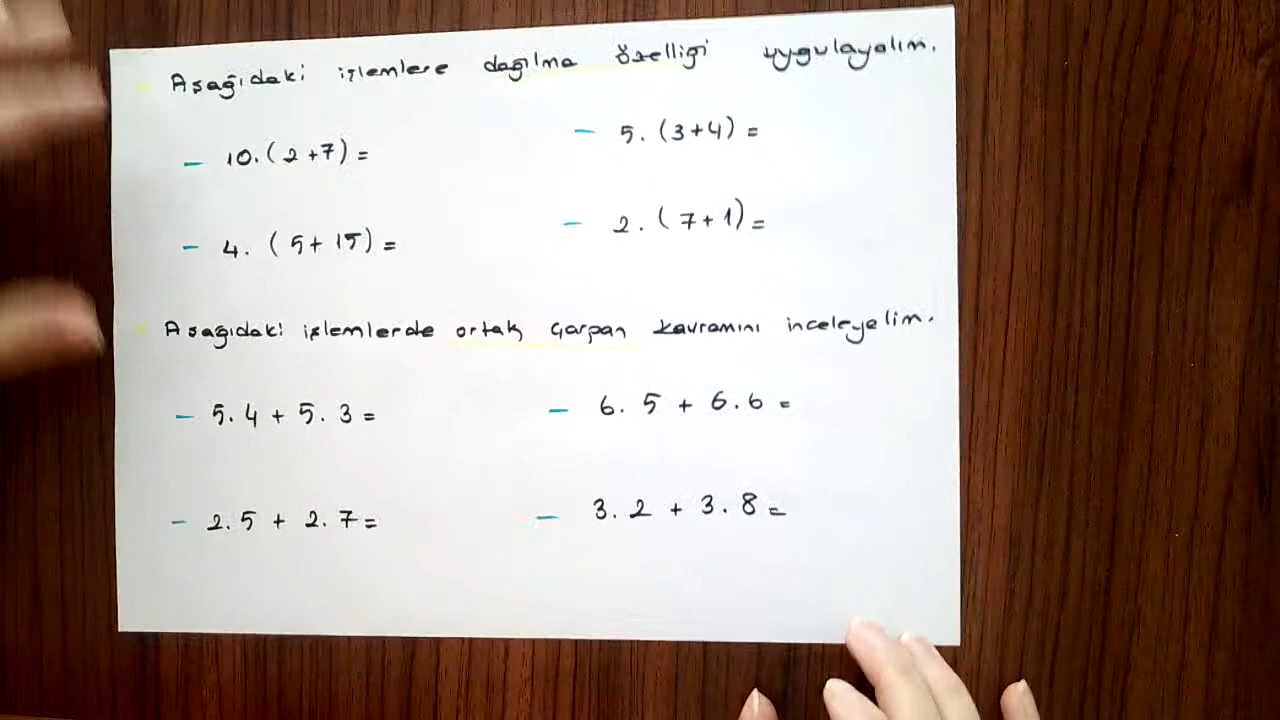 Aşağıdaki işlemlere dağılma özelliği uygulayalım.
- 10.(2+7)=
- 5.(3+4)=
- 4. (5+15)=
- 2. (7+1)=
Aşağıdaki işlemlerde ortak çarpan kavramını inceleyelim.
- 5.4 + 5.3=
- 6.5 + 6.6=
- 2.5 + 2.7=
- 3.2 + 3.8=